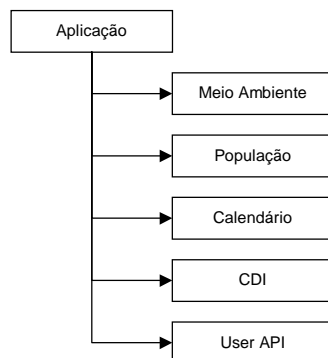 Aplicação
Meio Ambiente
População
Calendário
CDI
User API